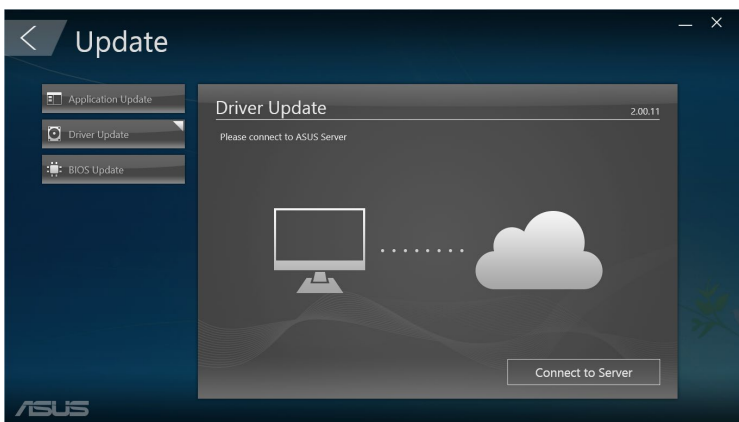 Update
Application Update
Driver Update
BIOS Update
Driver Update
2.00.11
Please connect to ASUS Server
Connect to Server
ASUS